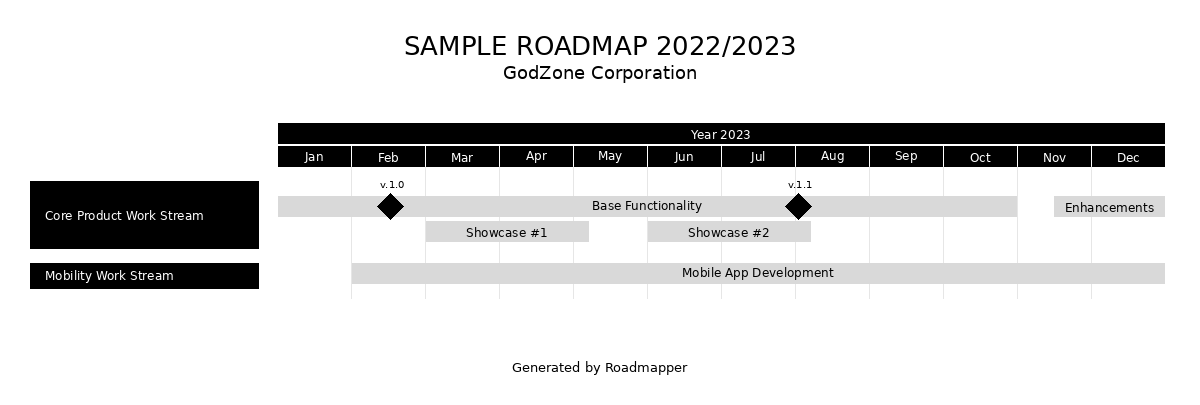 SAMPLE ROADMAP 2022/2023
GodZone Corporation
Year 2023
Jan Feb Mar Apr May Jun Jul Aug Sep Oct Nov Dec
v.1.0 v.1.1
Core Product Work Stream Base Functionality Enhancements
Showcase #1 Showcase #2
Mobility Work Stream Mobile App Development
Generated by Roadmapper